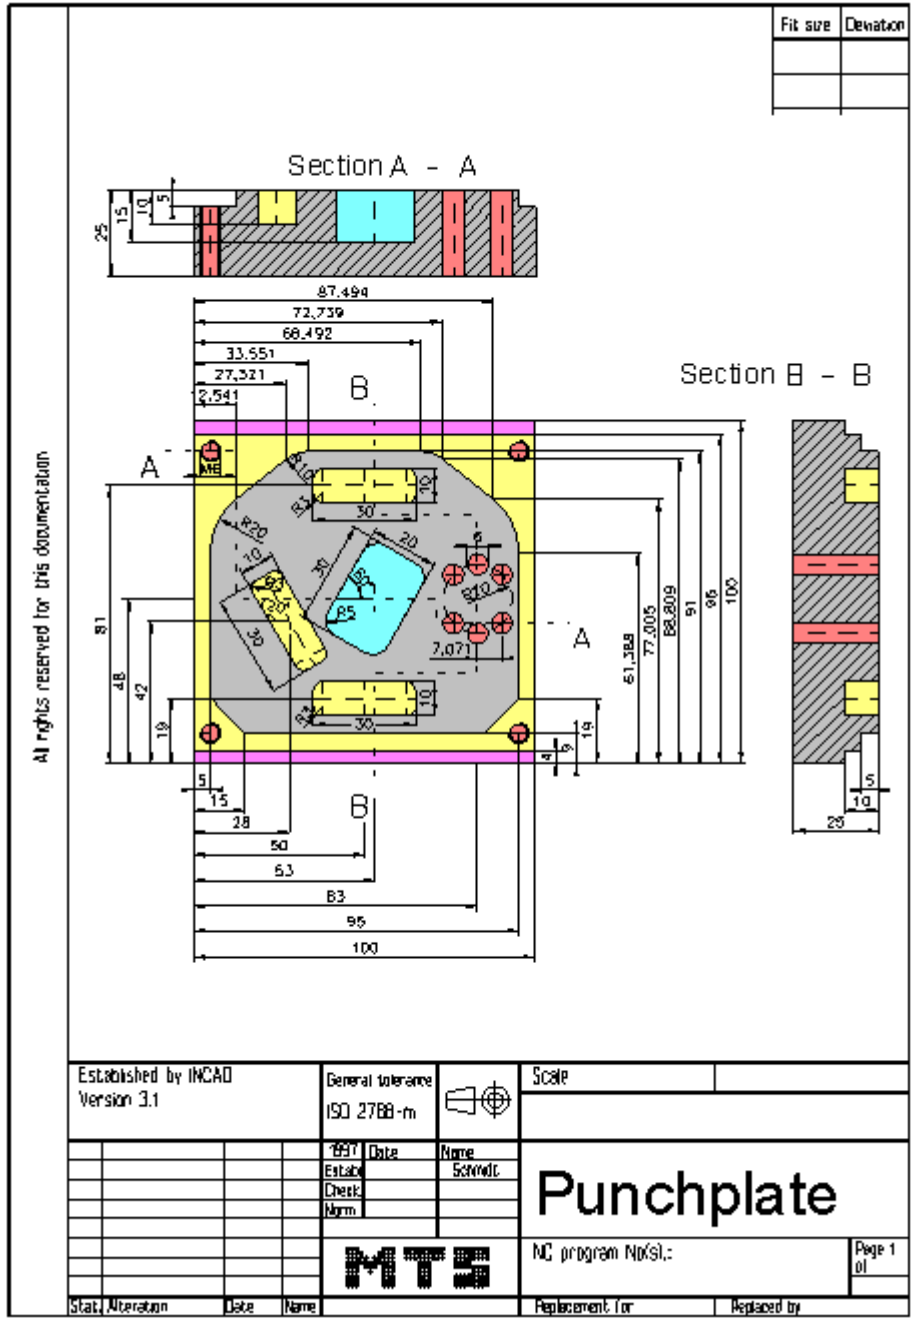 Fit size Deviation
Section A - A
5
10
15
25
87.494
72,739
68.492
33.551
27,321
12.541
Section B - B
B
A
M6
R10
R3
10
30
R20
10
20
30
6
R5
30
A
7,071
R3
10
30
81
48
42
19
19
9
4
61,388
77,005
88,809
91
96
100
5
15
28
B
50
53
83
95
100
5
10
25
All rights reserved for this documentation
Established by INCAD
Version 3.1
General tolerance
ISO 2768-m
Scale
1997 Date Name
Establ Schmidt
Check.
Norm
Punchplate
MTS
NC program No(s).:
Page 1
of
Stat. Alteration Date Name
Replacement for
Replaced by